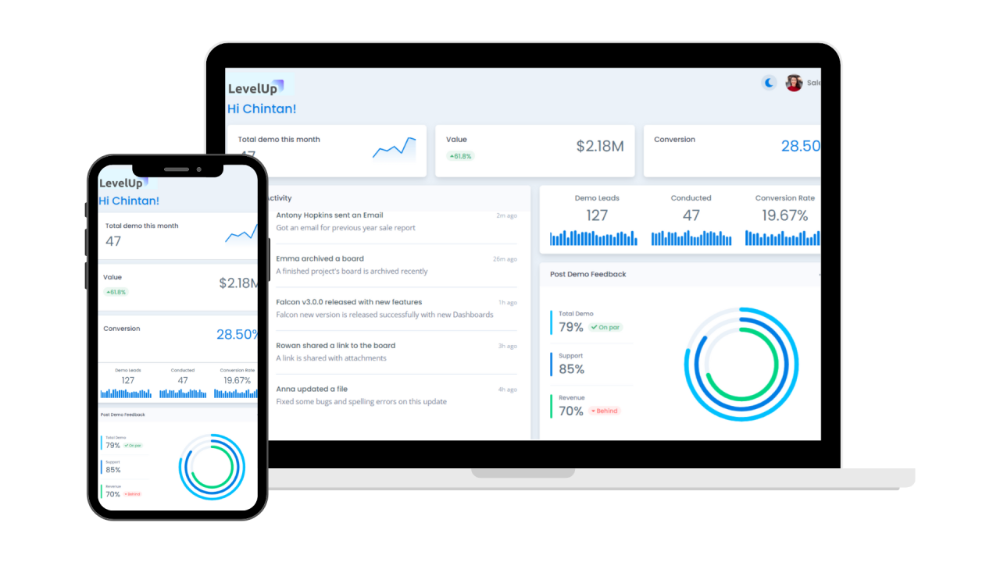 LevelUp
Hi Chintan!
Sale
Total demo this month
47
Value
61.8%
$2.18M
Conversion
28.50
ctivity
Antony Hopkins sent an Email
2m ago
Got an email for previous year sale report
Emma archived a board
26m ago
A finished project's board is archived recently
Falcon v3.0.0 released with new features
1h ago
Falcon new version is released successfully with new Dashboards
Rowan shared a link to the board
3h ago
A link is shared with attachments
Anna updated a file
4h ago
Fixed some bugs and spelling errors on this update
Demo Leads
127
Conducted
47
Conversion Rate
19.67%
Post Demo Feedback
Total Demo
79% On par
Support
85%
Revenue
70% Behind
LevelUp
Hi Chintan!
Total demo this month
47
Value
61.8%
$2.18M
Conversion
28.50%
Demo Leads
127
Conducted
47
Conversion Rate
19.67%
Post Demo Feedback
Total Demo
79% On par
Support
85%
Revenue
70% Behind